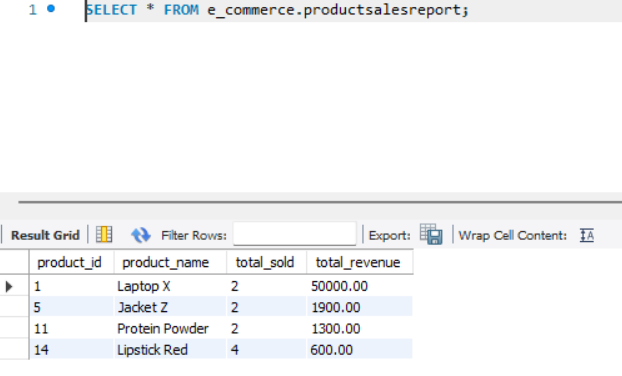 1 SELECT * FROM e_commerce.productsalesreport;
Result Grid Filter Rows: Export: Wrap Cell Content: IA
product_id product_name total_sold total_revenue
1 Laptop X 2 50000.00
5 Jacket Z 2 1900.00
11 Protein Powder 2 1300.00
14 Lipstick Red 4 600.00